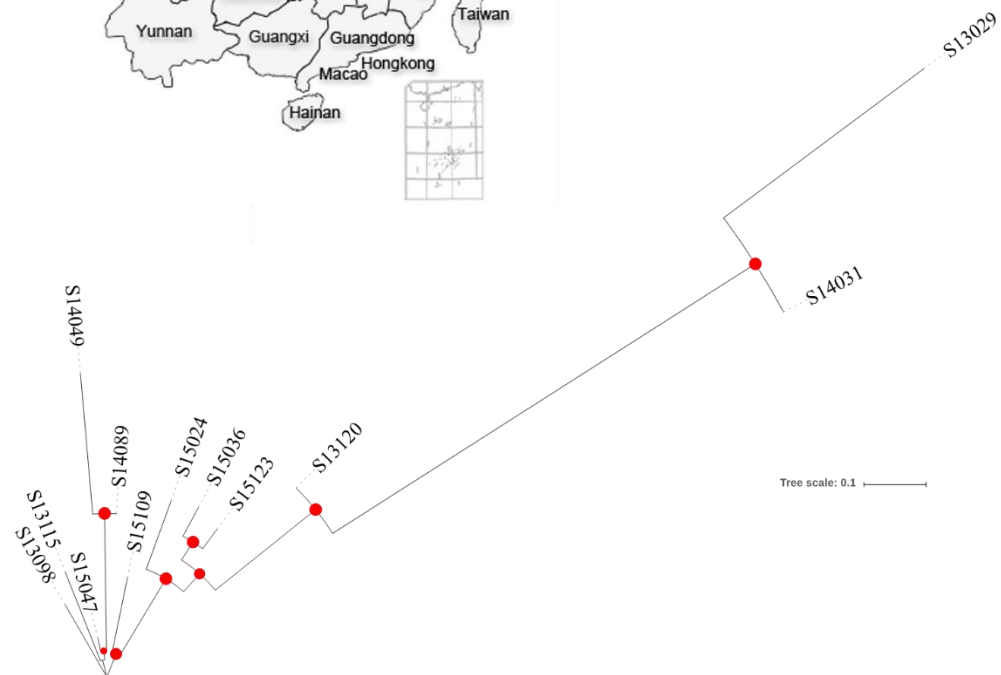 Yunnan
Guangxi
Guangdong
Taiwan
Macao
Hongkong
Hainan
S13029
S14031
S14049
S14089
S15024
S15036
S15123
S13120
S13115
S13098
S15047
S15109
Tree scale: 0.1